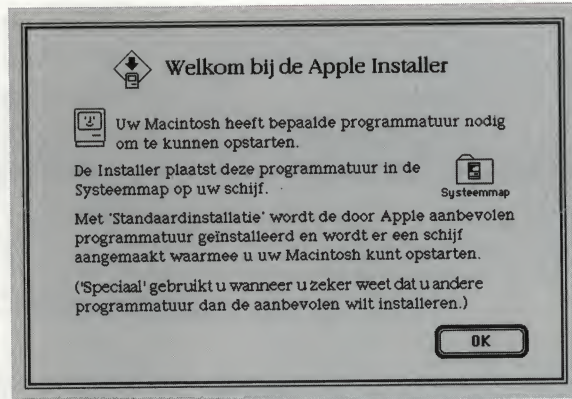 Welkom bij de Apple Installer
Uw Macintosh heeft bepaalde programmatuur nodig
om te kunnen opstarten.
De Installer plaatst deze programmatuur in de
Systeemmap op uw schijf.
Systeemmap
Met 'Standaardinstallatie' wordt de door Apple aanbevolen
programmatuur geïnstalleerd en wordt er een schijf
aangemaakt waarmee u uw Macintosh kunt opstarten.
('Speciaal' gebruikt u wanneer u zeker weet dat u andere
programmatuur dan de aanbevolen wilt installeren.)
OK